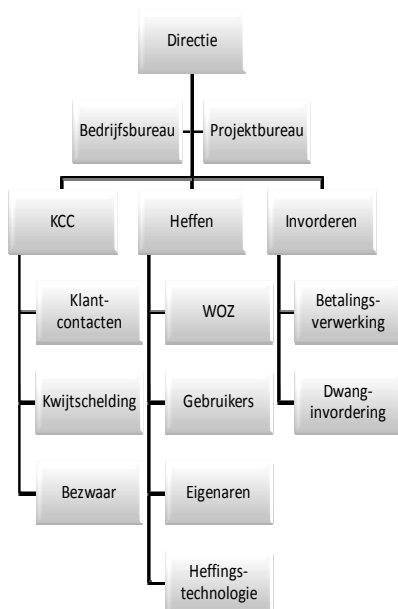 Directie
Bedrijfsbureau
Projektbureau
KCC
Heffen
Invorderen
Klant-
contacten
WOZ
Betalings-
verwerking
Kwijtschelding
Gebruikers
Dwang-
invordering
Bezwaar
Eigenaren
Heffings-
technologie